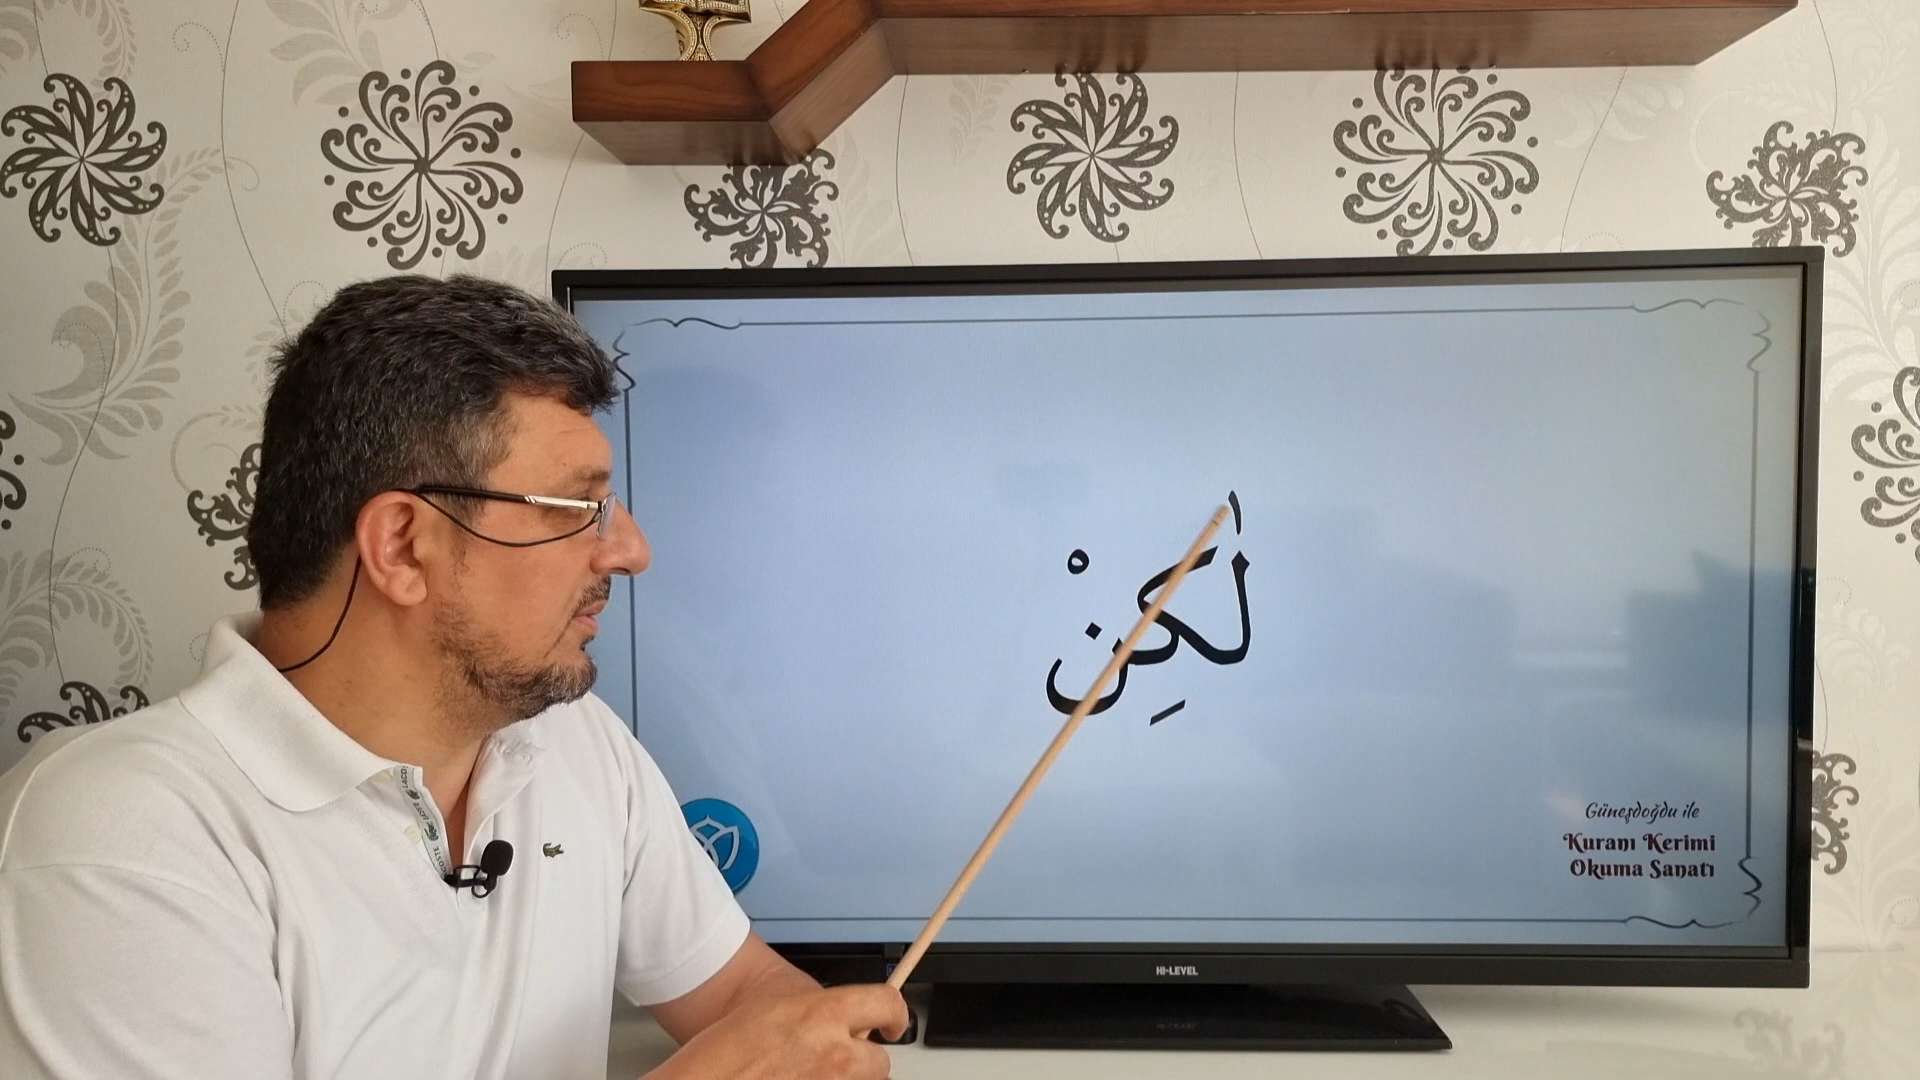 لٰكِنْ
Güneşdoğdu ile
Kuranı Kerimi
Okuma Sanatı
HI-LEVEL